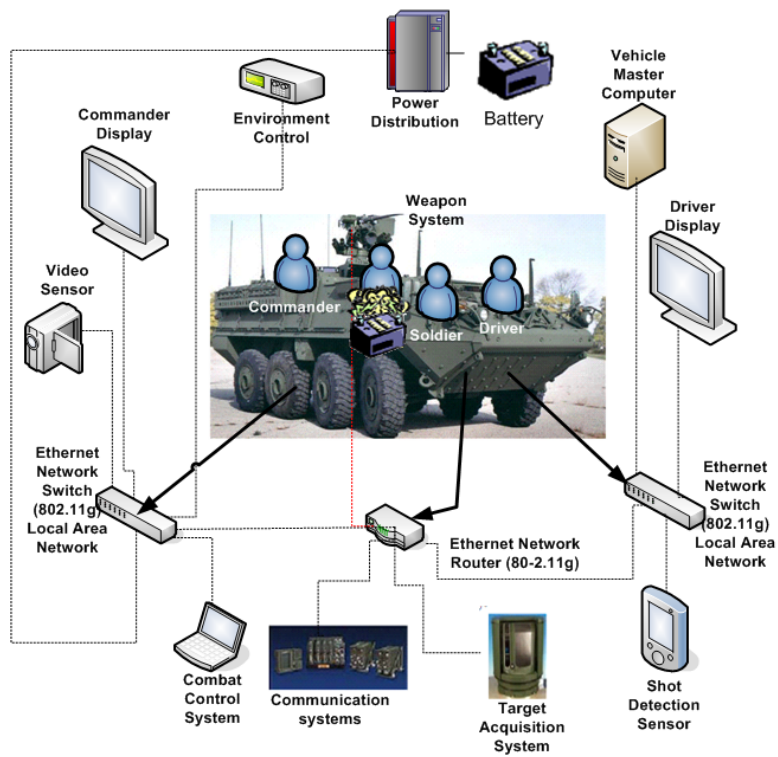 Power
Distribution
Battery
Vehicle
Master
Computer
Environment
Control
Commander
Display
Driver
Display
Weapon
System
Video
Sensor
Commander
Soldier
Driver
Ethernet
Network
Switch
(802.11g)
Local Area
Network
Ethernet Network
Router (80-2.11g)
Ethernet
Network
Switch
(802.11g)
Local Area
Network
Combat
Control
System
Communication
systems
Target
Acquisition
System
Shot
Detection
Sensor